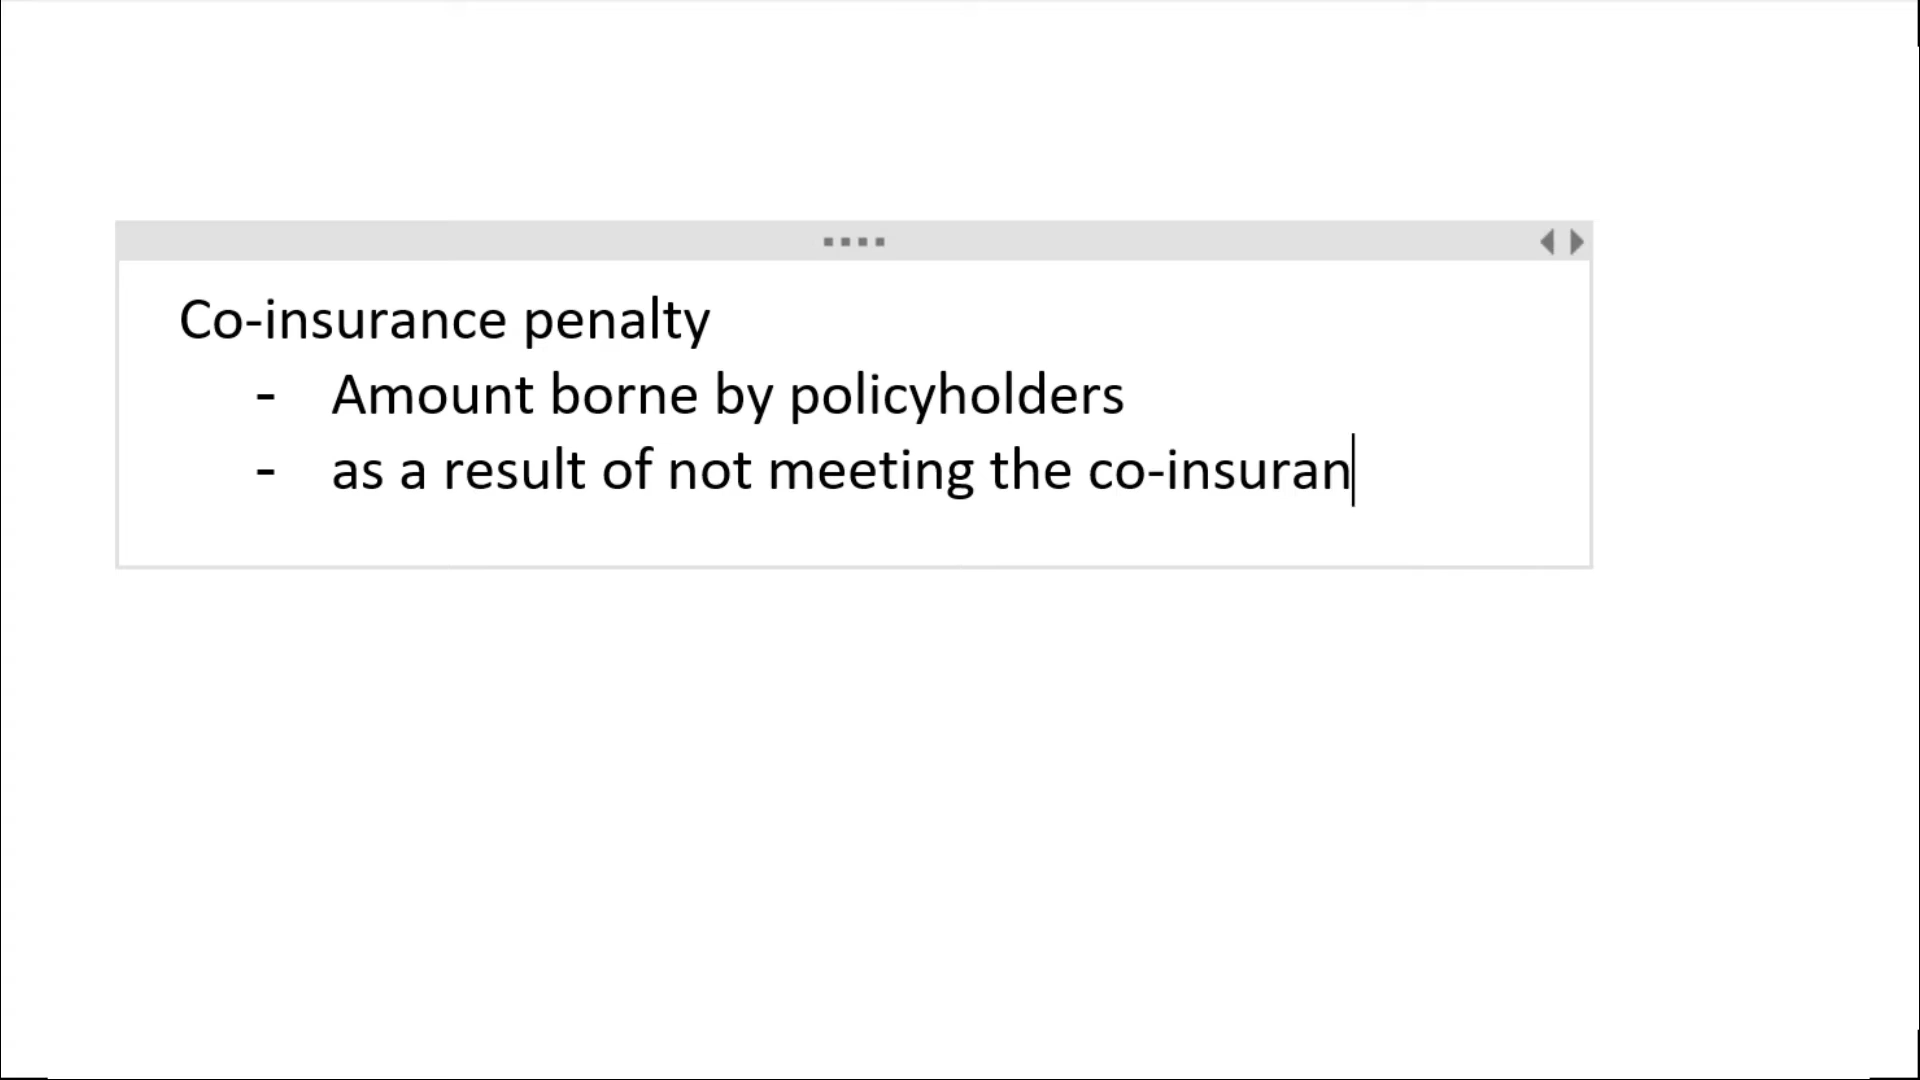 Co-insurance penalty
- Amount borne by policyholders
- as a result of not meeting the co-insuran